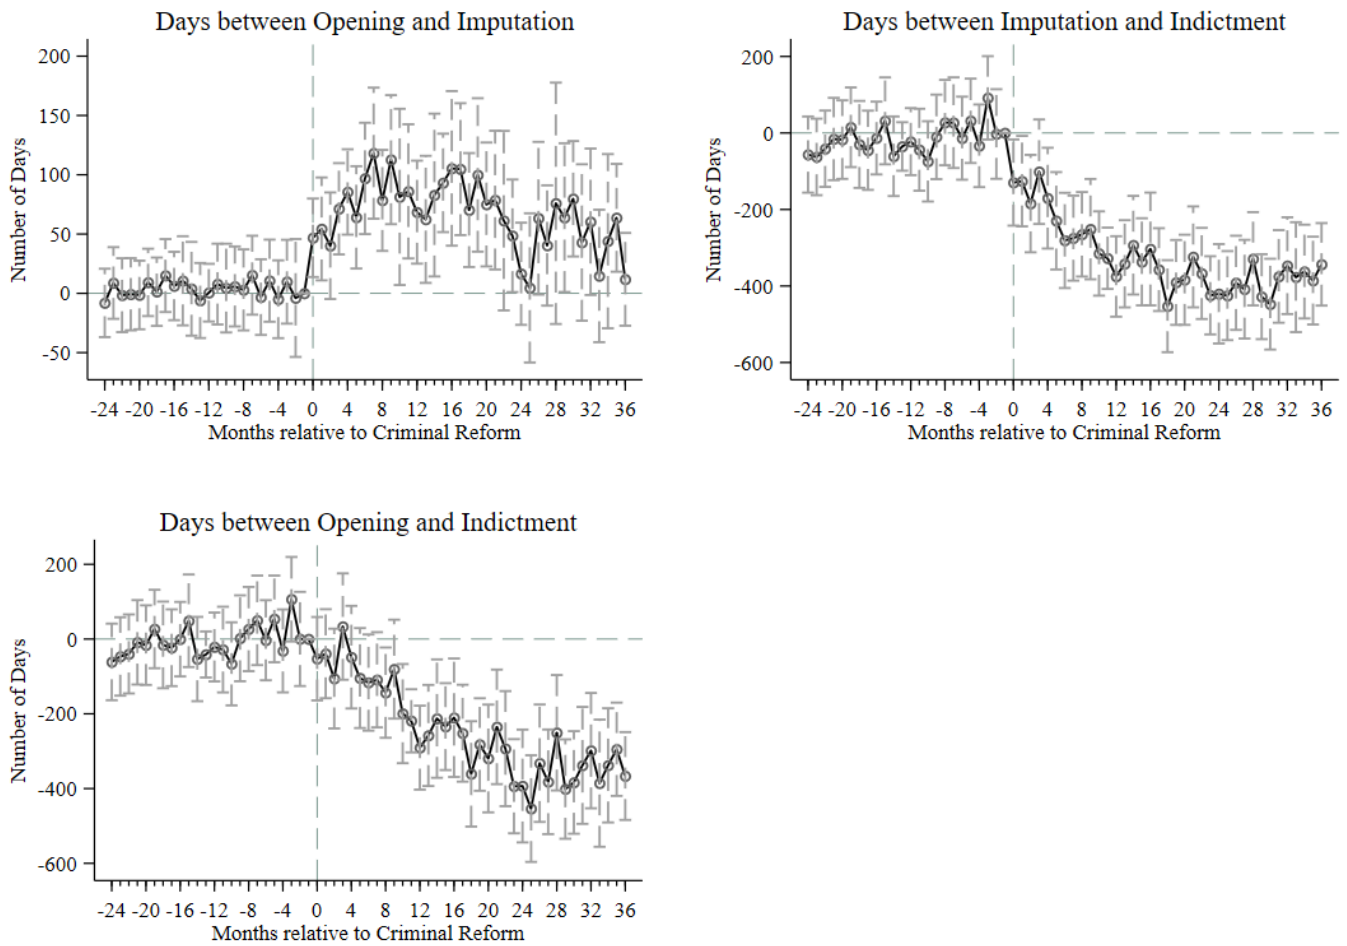 Days between Opening and Imputation
200
150
100
50
0
-50
Number of Days
-24 -20 -16 -12 -8 -4 0 4 8 12 16 20 24 28 32 36
Months relative to Criminal Reform
Days between Imputation and Indictment
200
0
-200
-400
-600
Number of Days
-24 -20 -16 -12 -8 -4 0 4 8 12 16 20 24 28 32 36
Months relative to Criminal Reform
Days between Opening and Indictment
200
0
-200
-400
-600
Number of Days
-24 -20 -16 -12 -8 -4 0 4 8 12 16 20 24 28 32 36
Months relative to Criminal Reform